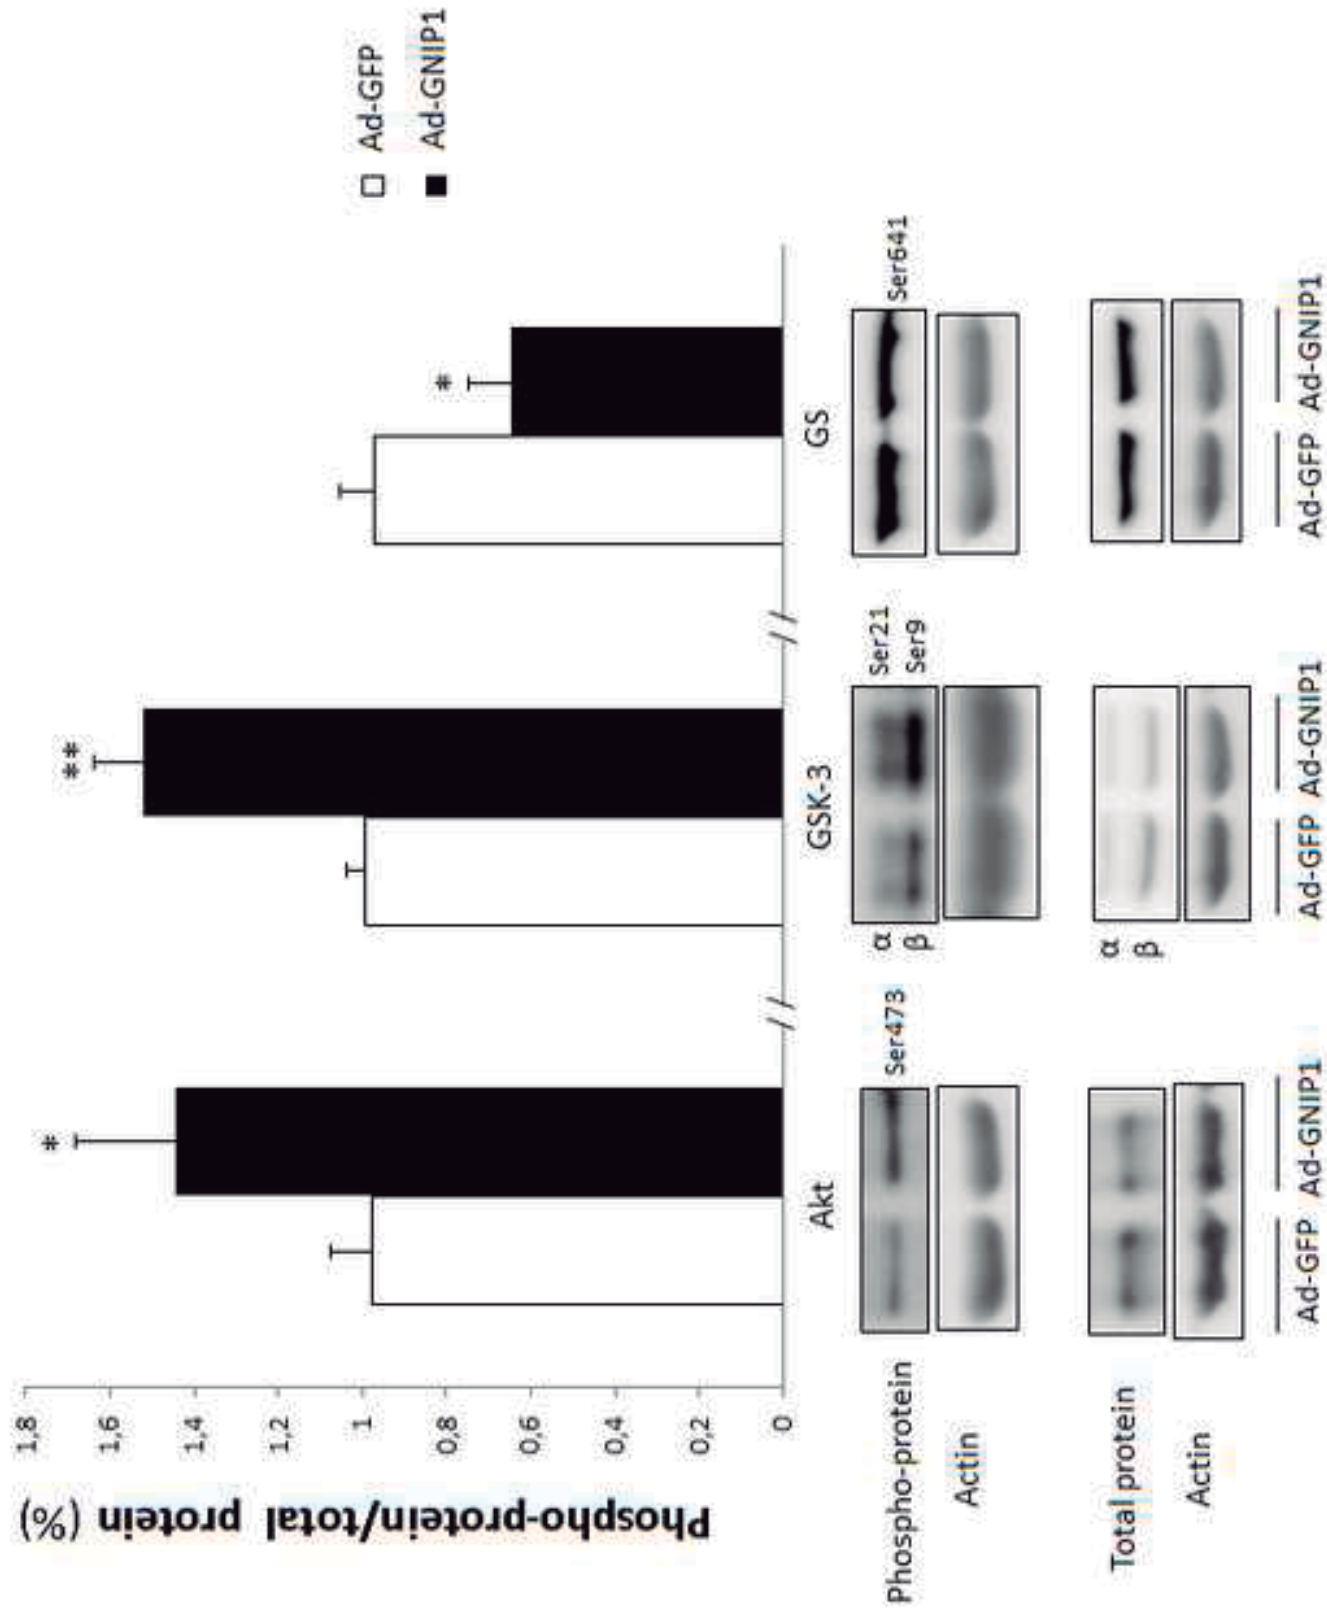 Phospho-protein/total protein (%)
1,8
1,6
1,4
1,2
1
0,8
0,6
0,4
0,2
0
* ** *
Ad-GFP
Ad-GNIP1
Akt GSK-3 GS
Phospho-protein Ser473 α Ser21 Ser641
β Ser9
Actin
Total protein α
β
Actin
Ad-GFP Ad-GNIP1 Ad-GFP Ad-GNIP1 Ad-GFP Ad-GNIP1